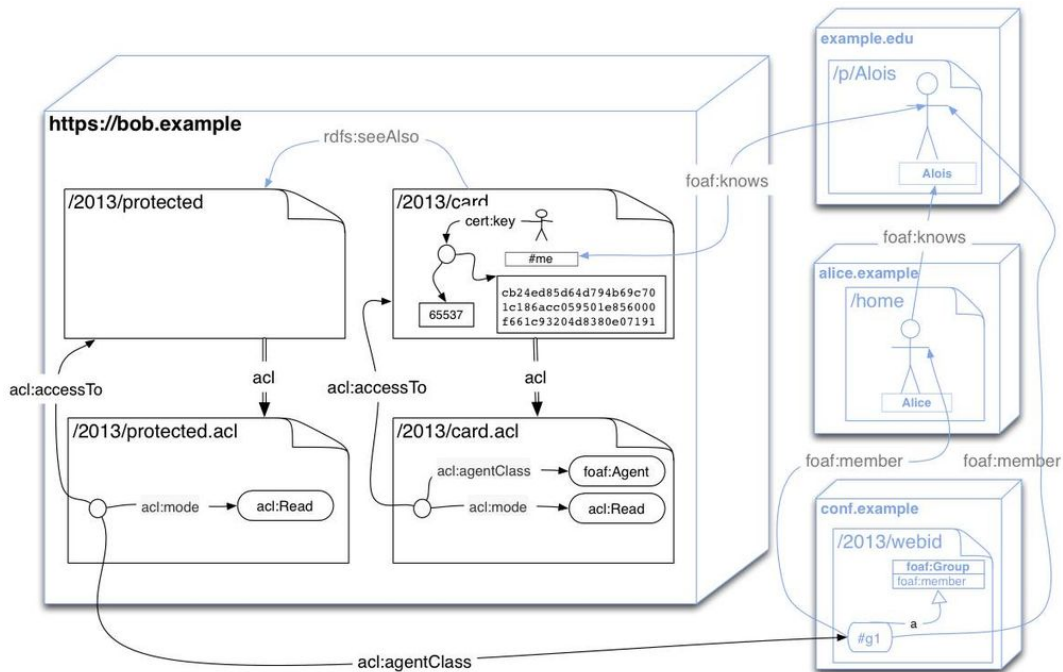 https://bob.example
rdfs:seeAlso
/2013/protected
/2013/card
cert:key
#me
65537
cb24ed85d64d794b69c70
1c186acc059501e856000
f661c93204d8380e07191
acl:accessTo
acl
acl:accessTo
acl
/2013/protected.acl
acl:mode
acl:Read
/2013/card.acl
acl:agentClass
foaf:Agent
acl:mode
acl:Read
acl:agentClass
foaf:knows
example.edu
/p/Alois
Alois
foaf:knows
alice.example
/home
Alice
foaf:member
foaf:member
conf.example
/2013/webid
foaf:Group
foaf:member
a
#g1